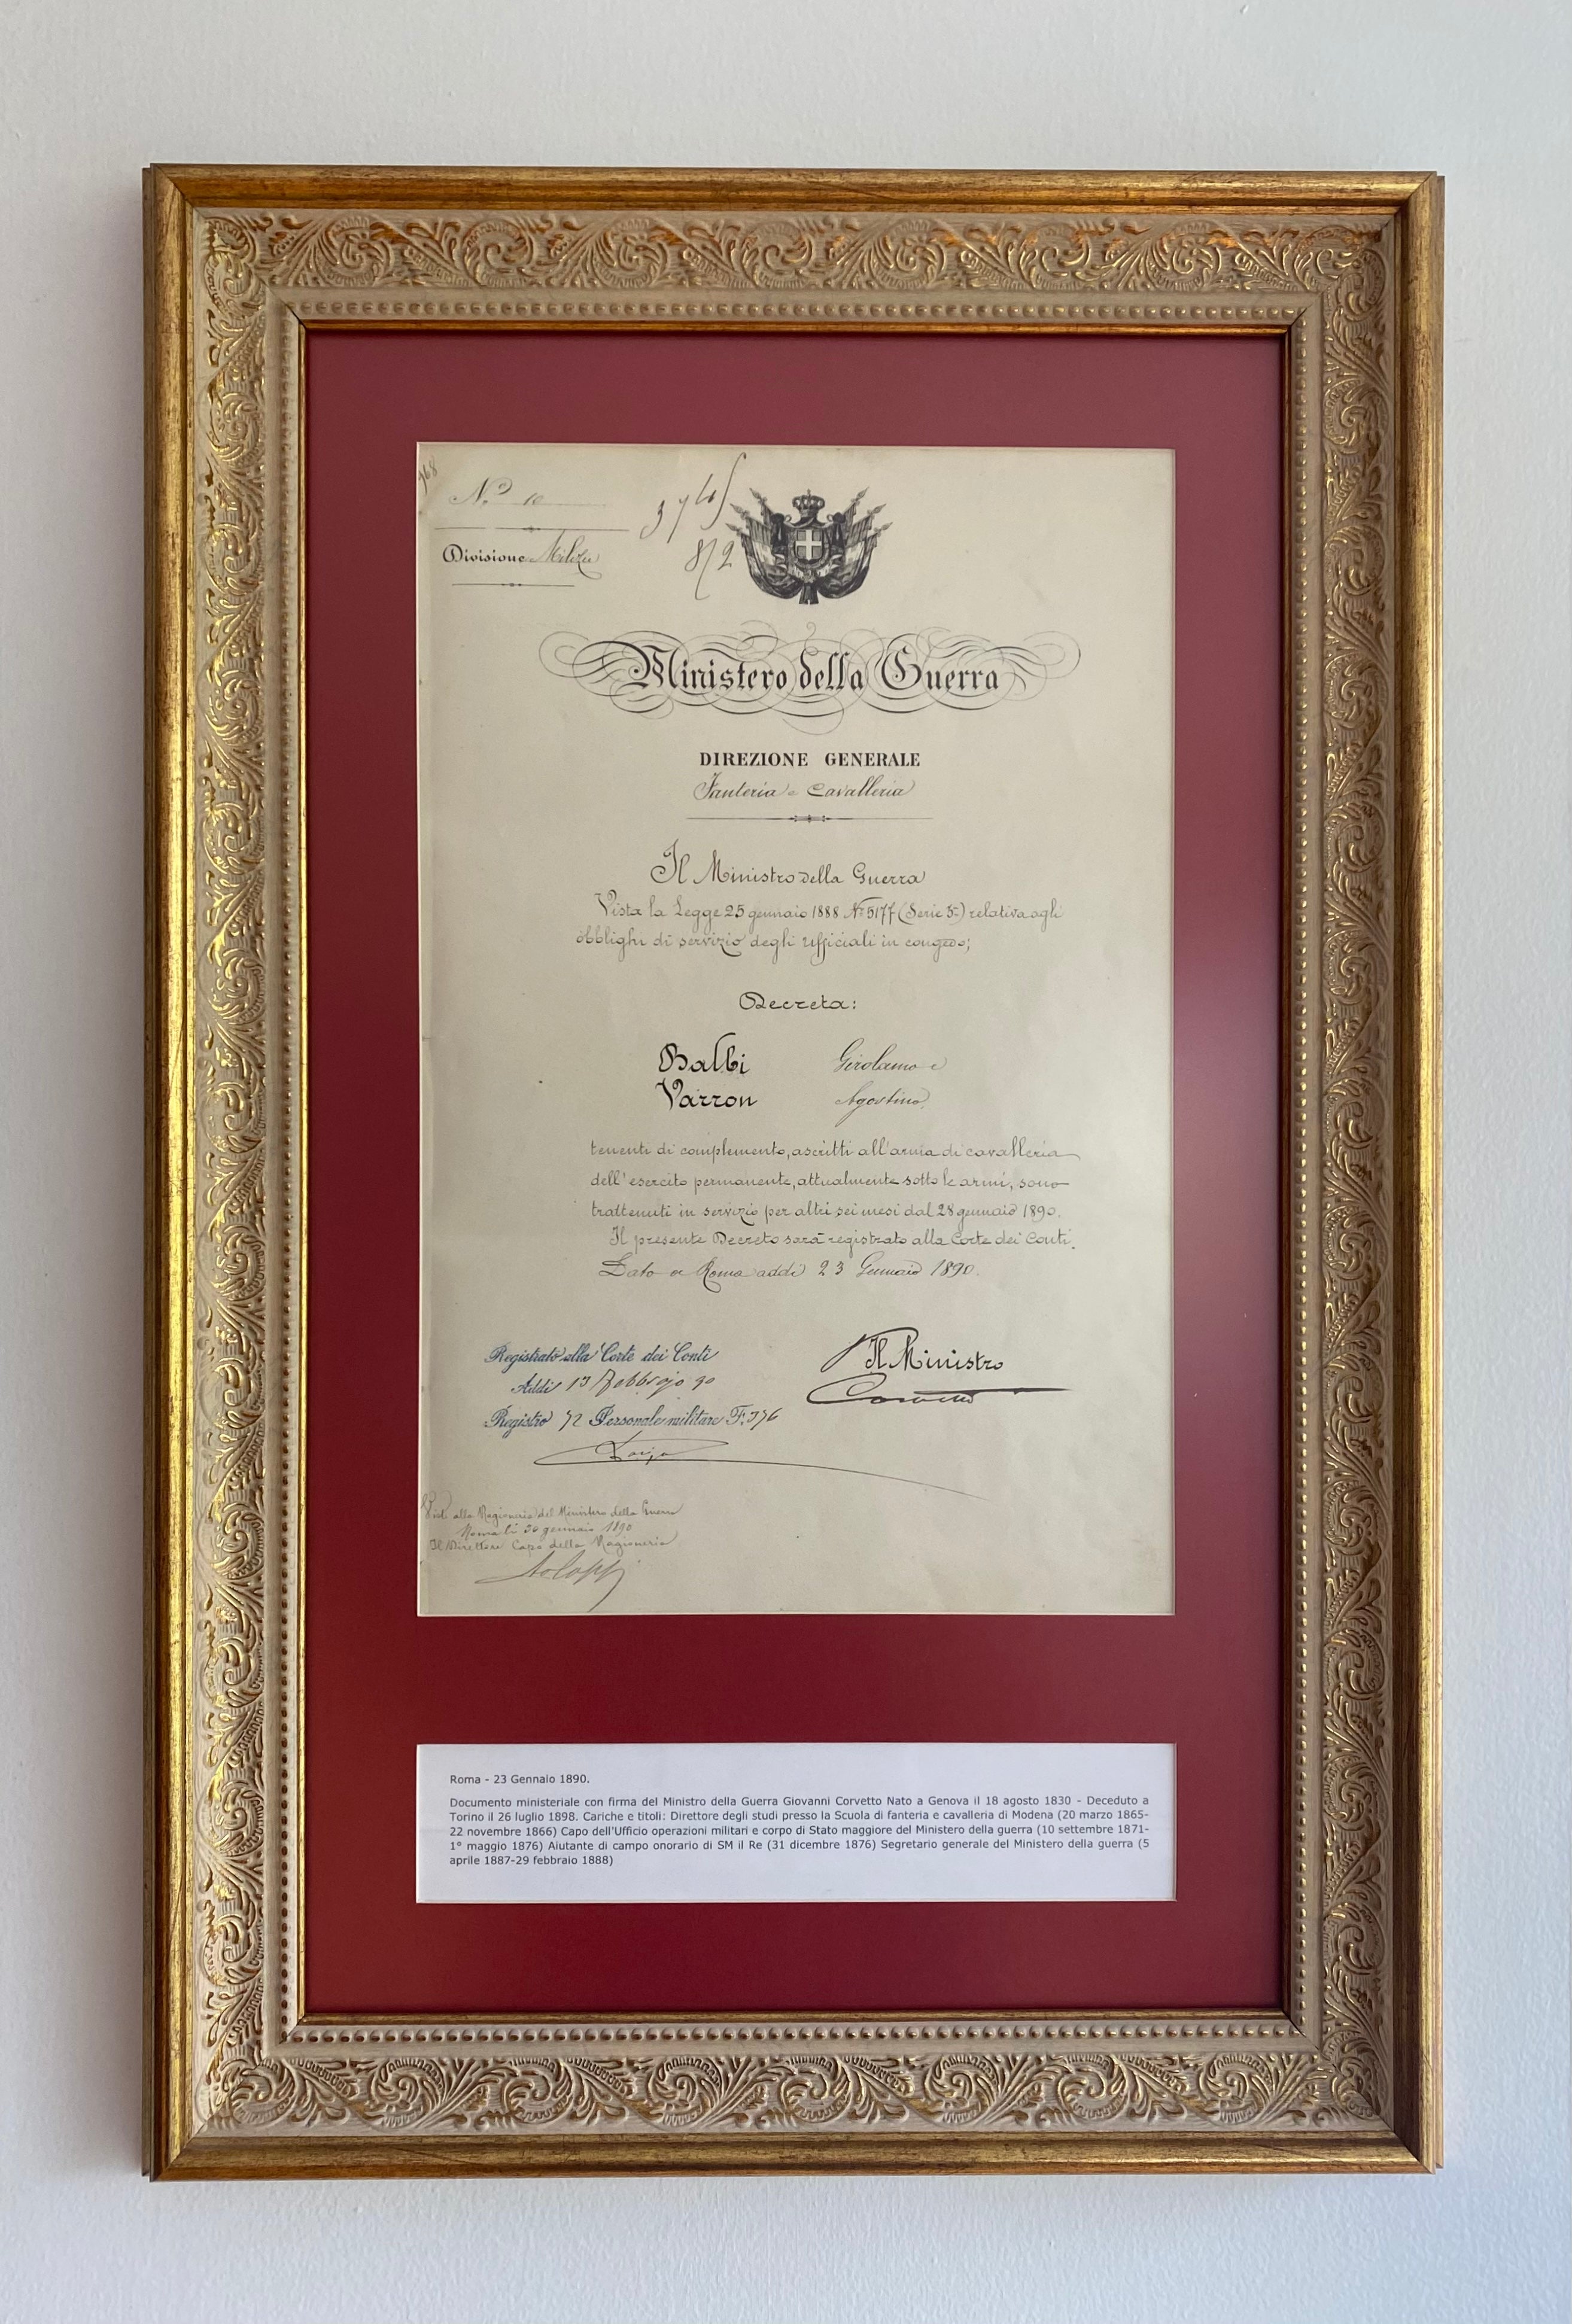 768
N.º 10
Divisione Milizia
8/2
Ministero della Guerra
DIREZIONE GENERALE
Fanteria e Cavalleria
Il Ministro della Guerra
Vista la Legge 25 gennaio 1888 Nº 5177 (Serie 3ª) relativa agli
obblighi di servizio degli ufficiali in congedo;
Decreta:
Balbi Girolamo e
Varron Agostino
tenenti di complemento, ascritti all'arma di cavalleria
dell'esercito permanente, attualmente sotto le armi, sono
trattenuti in servizio per altri sei mesi dal 28 gennaio 1890.
Il presente Decreto sarà registrato alla Corte dei Conti.
Dato a Roma addì 23 Gennaio 1890.
Il Ministro
Corvetto
Registrato alla Corte dei Conti
Addì 13 Febbrajo 90
Registro 72 Personale militare F. 376
Visto alla Ragioneria del Ministero della Guerra
Roma lì 30 gennaio 1890
Il Direttore Capo della Ragioneria
Roma - 23 Gennaio 1890.
Documento ministeriale con firma del Ministro della Guerra Giovanni Corvetto Nato a Genova il 18 agosto 1830 - Deceduto a
Torino il 26 luglio 1898. Cariche e titoli: Direttore degli studi presso la Scuola di fanteria e cavalleria di Modena (20 marzo 1865-
22 novembre 1866) Capo dell'Ufficio operazioni militari e corpo di Stato maggiore del Ministero della guerra (10 settembre 1871-
1° maggio 1876) Aiutante di campo onorario di SM il Re (31 dicembre 1876) Segretario generale del Ministero della guerra (5
aprile 1887-29 febbraio 1888)